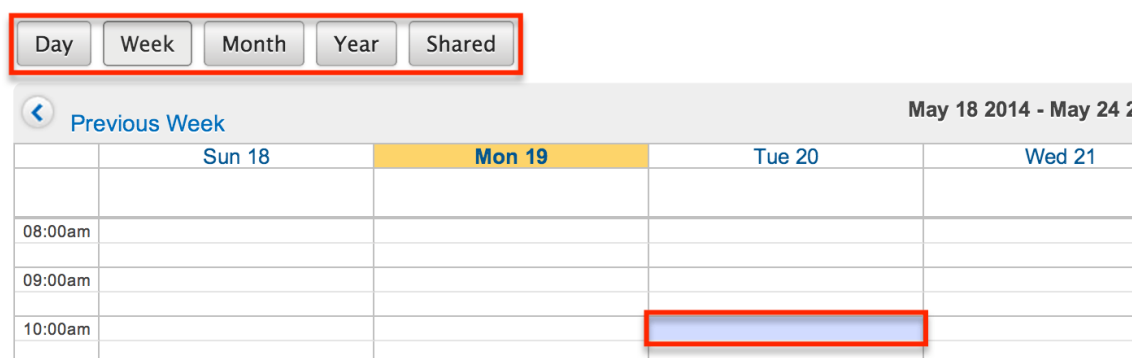 Day Week Month Year Shared
Previous Week
May 18 2014 - May 24
Sun 18 Mon 19 Tue 20 Wed 21
08:00am
09:00am
10:00am